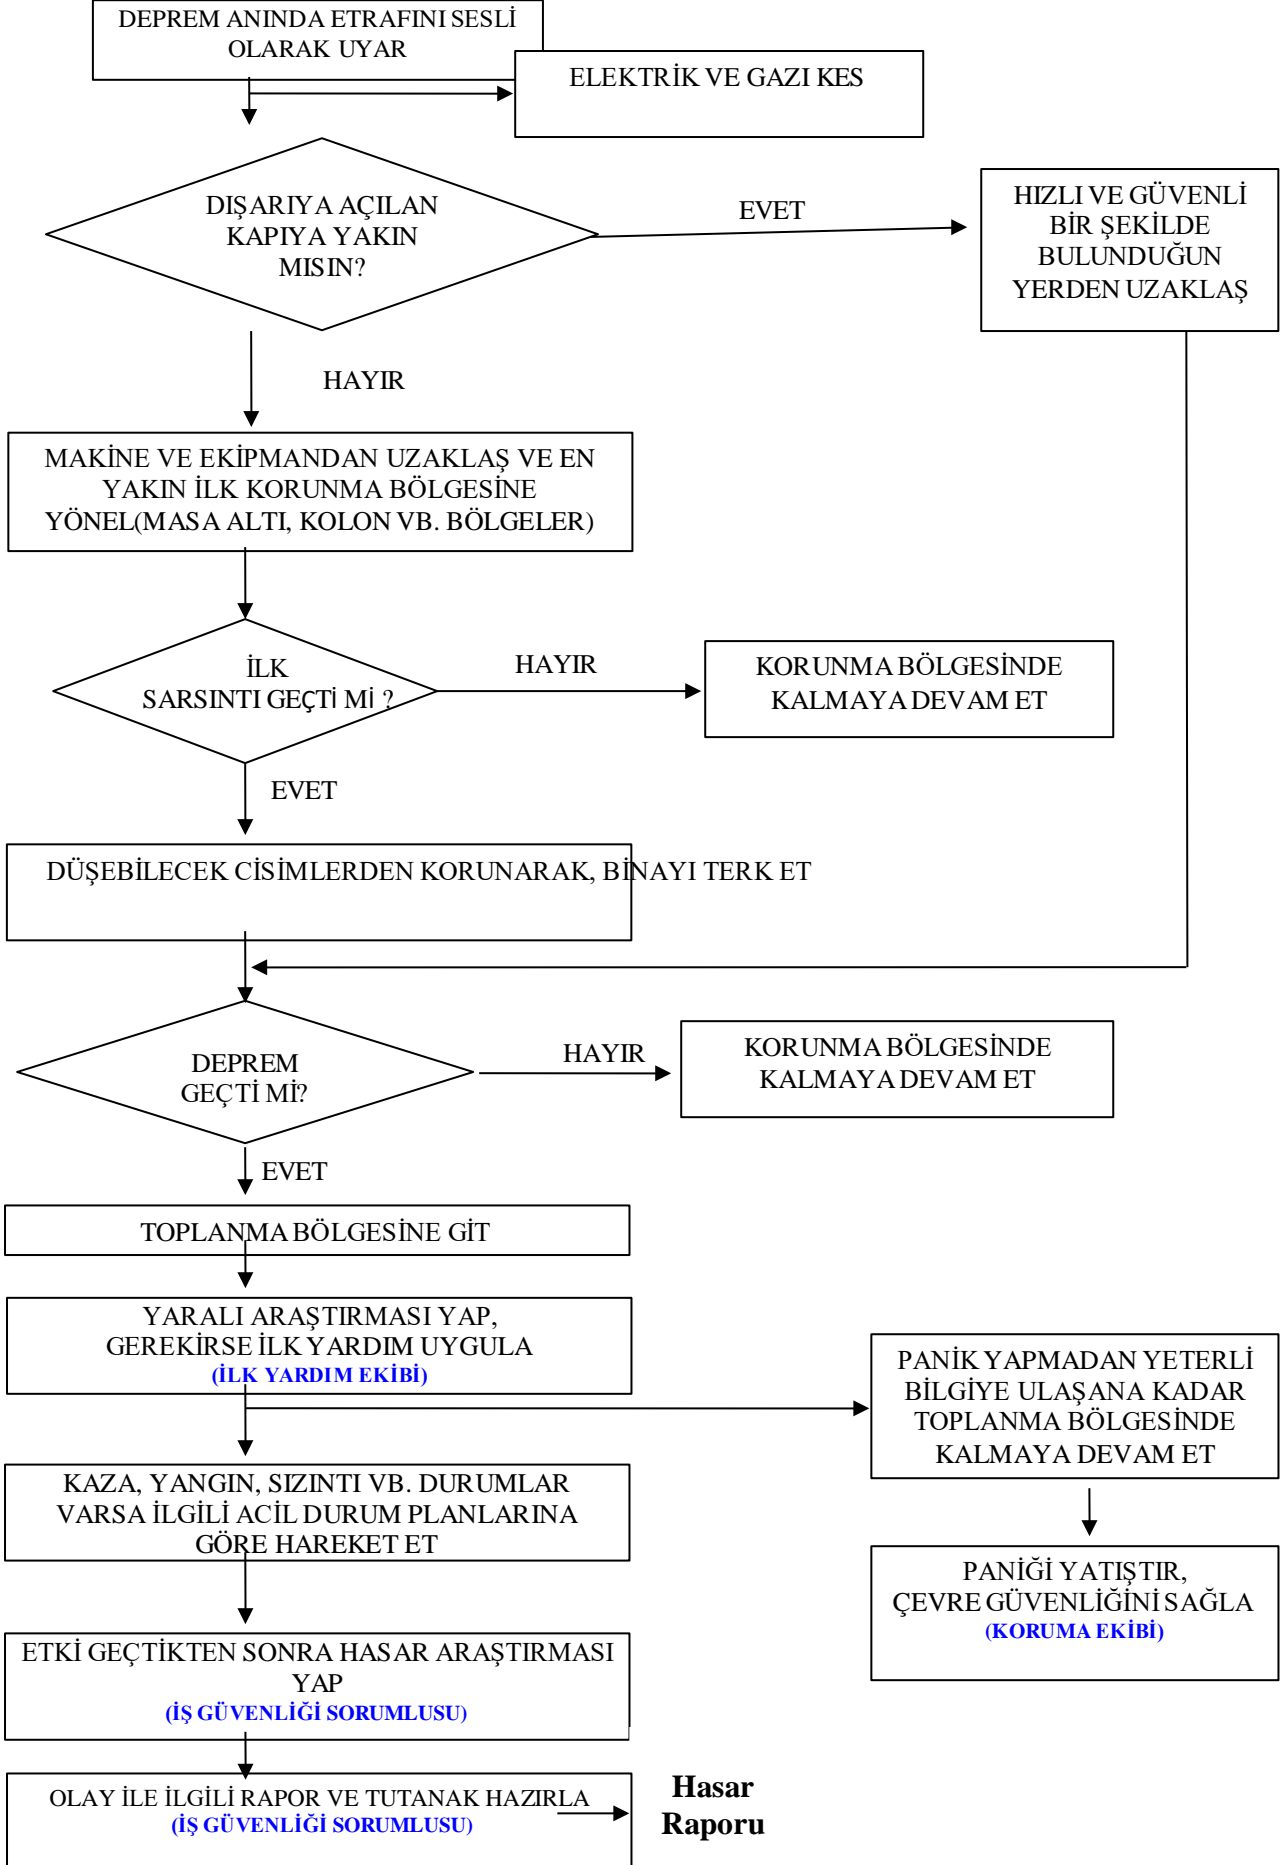 DEPREM ANINDA ETRAFINI SESLİ
OLARAK UYAR
ELEKTRİK VE GAZI KES
DIŞARIYA AÇILAN
KAPIYA YAKIN
MISIN?
EVET
HIZLI VE GÜVENLİ
BİR ŞEKİLDE
BULUNDUĞUN
YERDEN UZAKLAŞ
HAYIR
MAKİNE VE EKİPMANDAN UZAKLAŞ VE EN
YAKIN İLK KORUNMA BÖLGESİNE
YÖNEL(MASA ALTI, KOLON VB. BÖLGELER)
İLK
SARSINTI GEÇTİ Mİ ?
HAYIR
KORUNMA BÖLGESİNDE
KALMAYA DEVAM ET
EVET
DÜŞEBİLECEK CİSİMLERDEN KORUNARAK, BİNAYI TERK ET
DEPREM
GEÇTİ Mİ?
HAYIR
KORUNMA BÖLGESİNDE
KALMAYA DEVAM ET
EVET
TOPLANMA BÖLGESİNE GİT
YARALI ARAŞTIRMASI YAP,
GEREKİRSE İLK YARDIM UYGULA
(İLK YARDIM EKİBİ)
PANİK YAPMADAN YETERLİ
BİLGİYE ULAŞANA KADAR
TOPLANMA BÖLGESİNDE
KALMAYA DEVAM ET
KAZA, YANGIN, SIZINTI VB. DURUMLAR
VARSA İLGİLİ ACİL DURUM PLANLARINA
GÖRE HAREKET ET
PANİĞİ YATIŞTIR,
ÇEVRE GÜVENLİĞİNİ SAĞLA
(KORUMA EKİBİ)
ETKİ GEÇTİKTEN SONRA HASAR ARAŞTIRMASI
YAP
(İŞ GÜVENLİĞİ SORUMLUSU)
OLAY İLE İLGİLİ RAPOR VE TUTANAK HAZIRLA
(İŞ GÜVENLİĞİ SORUMLUSU)
Hasar
Raporu